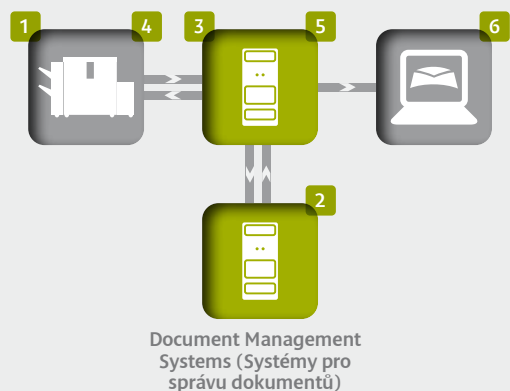 1
4
3
5
6
2
Document Management
Systems (Systémy pro
správu dokumentů)